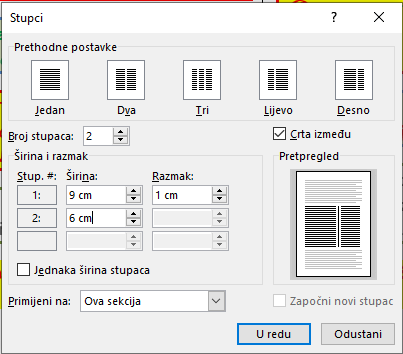 Stupci
Prethodne postavke
Jedan Dva Tri Lijevo Desno
Broj stupaca: 2
Crta između
Širina i razmak
Stup. #: Širina: Razmak:
1: 9 cm 1 cm
2: 6 cm
Jednaka širina stupaca
Pretpregled
Primijeni na: Ova sekcija
Započni novi stupac
U redu Odustani